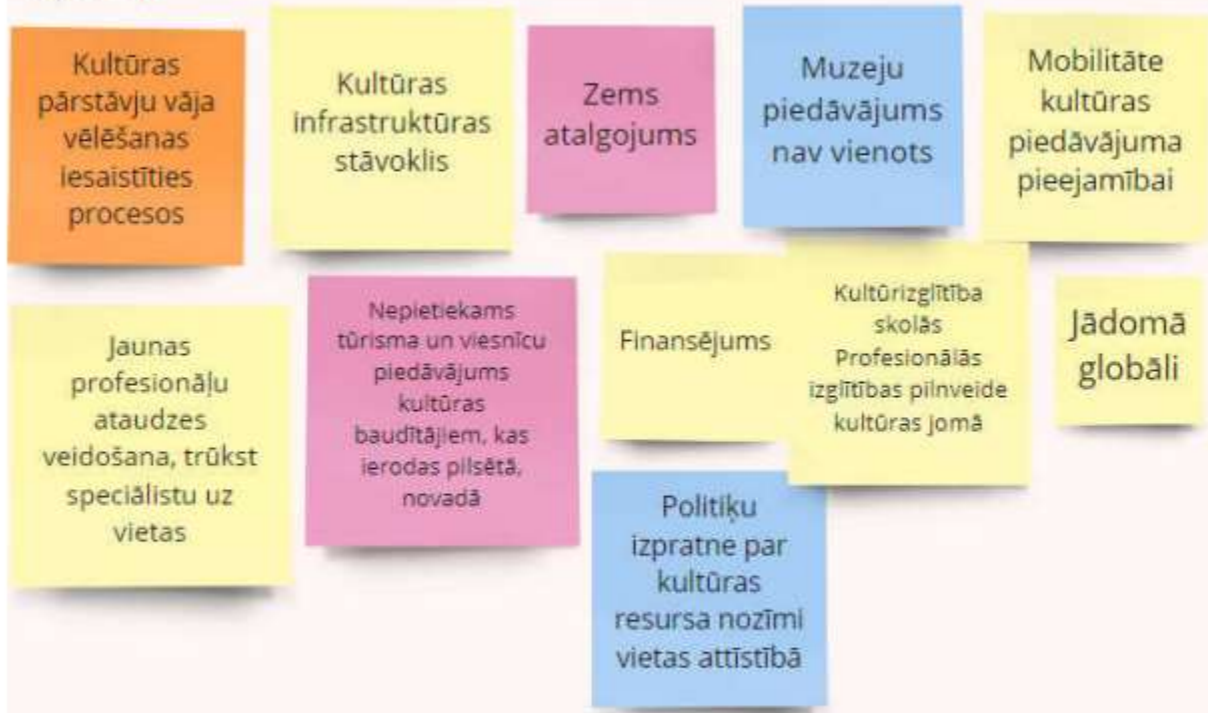 Kultūras
pārstāvju vāja
vēlēšanas
iesaistīties
procesos
Kultūras
infrastruktūras
stāvoklis
Zems
atalgojums
Muzeju
piedāvājums
nav vienots
Mobilitāte
kultūras
piedāvājuma
pieejamībai
Jaunas
profesionāļu
ataudzes
veidošana, trūkst
speciālistu uz
vietas
Nepietiekams
tūrisma un viesnīcu
piedāvājums
kultūras
baudītājiem, kas
ierodas pilsētā,
novadā
Finansējums
Kultūrizglītība
skolās
Profesionālās
izglītības pilnveide
kultūras jomā
Jādomā
globāli
Politiķu
izpratne par
kultūras
resursa nozīmi
vietas attīstībā